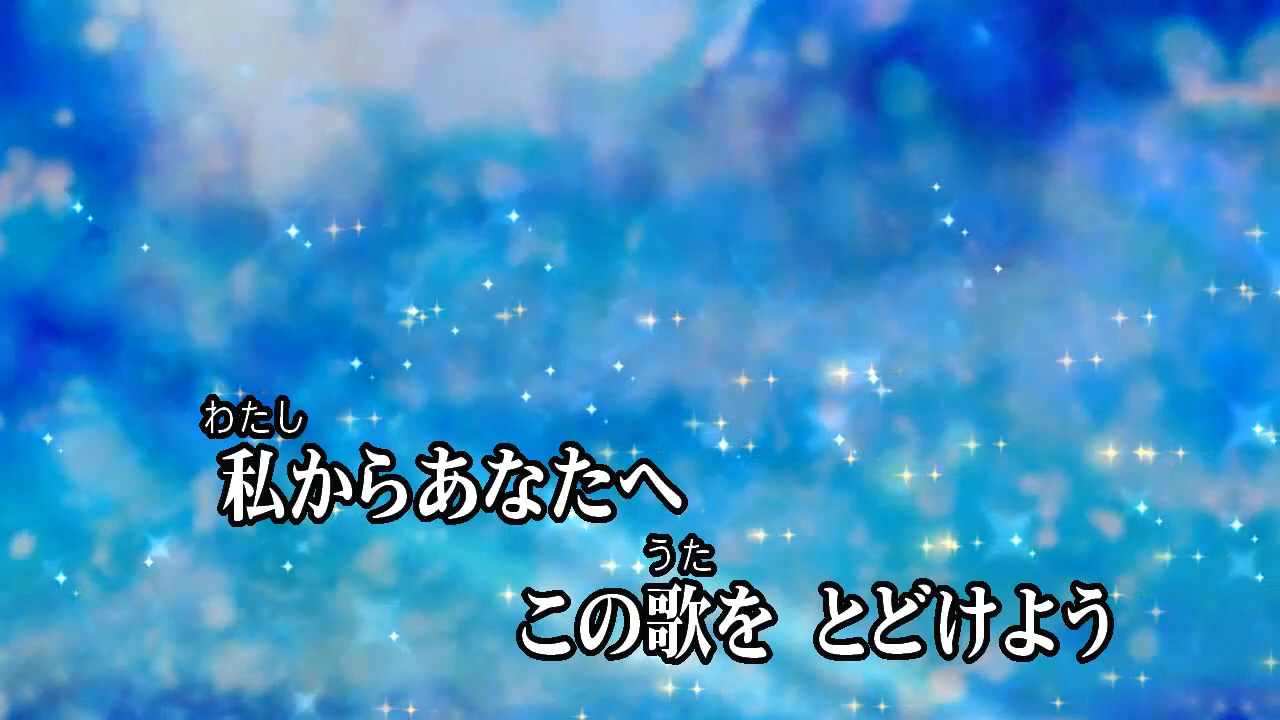 わたし
私からあなたへ
うた
この歌を とどけよう